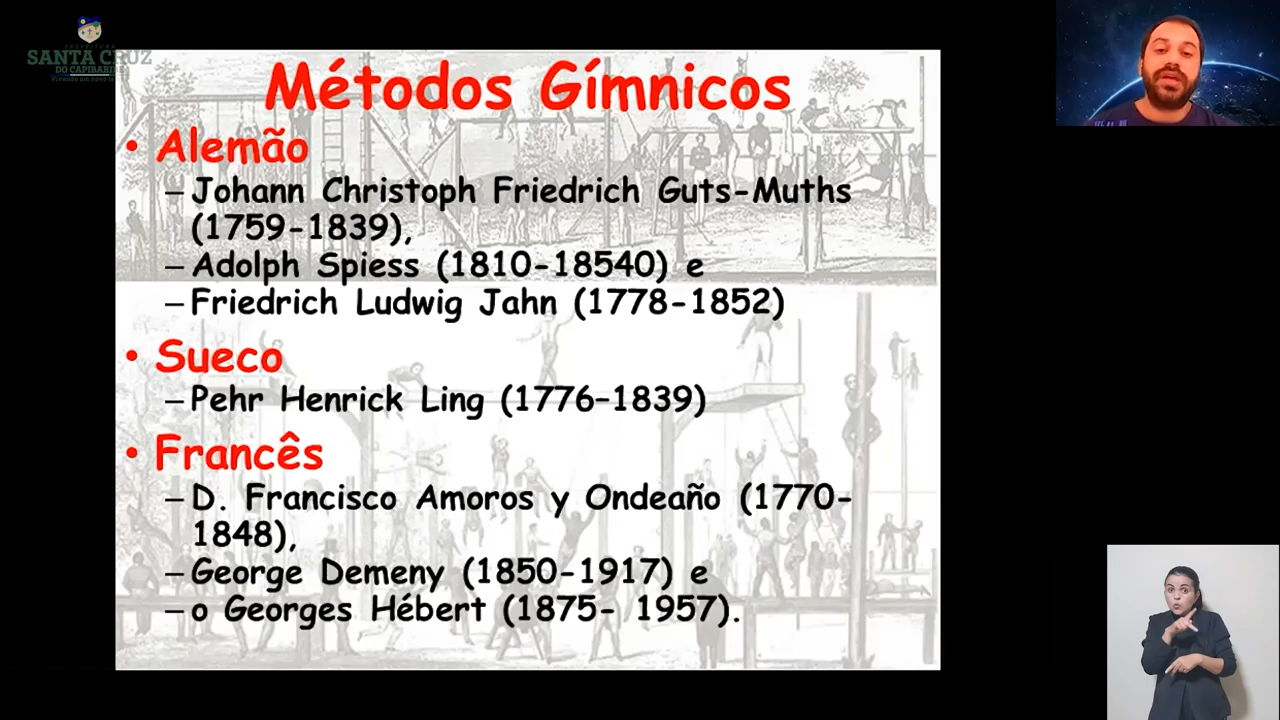 PREFEITURA
SANTA CRUZ
DO CAPIBARIBE
Métodos Gímnicos
• Alemão
– Johann Christoph Friedrich Guts-Muths
(1759-1839),
– Adolph Spiess (1810-18540) e
– Friedrich Ludwig Jahn (1778-1852)
• Sueco
– Pehr Henrick Ling (1776–1839)
• Francês
– D. Francisco Amoros y Ondeaño (1770-
1848),
– George Demeny (1850-1917) e
– o Georges Hébert (1875- 1957).